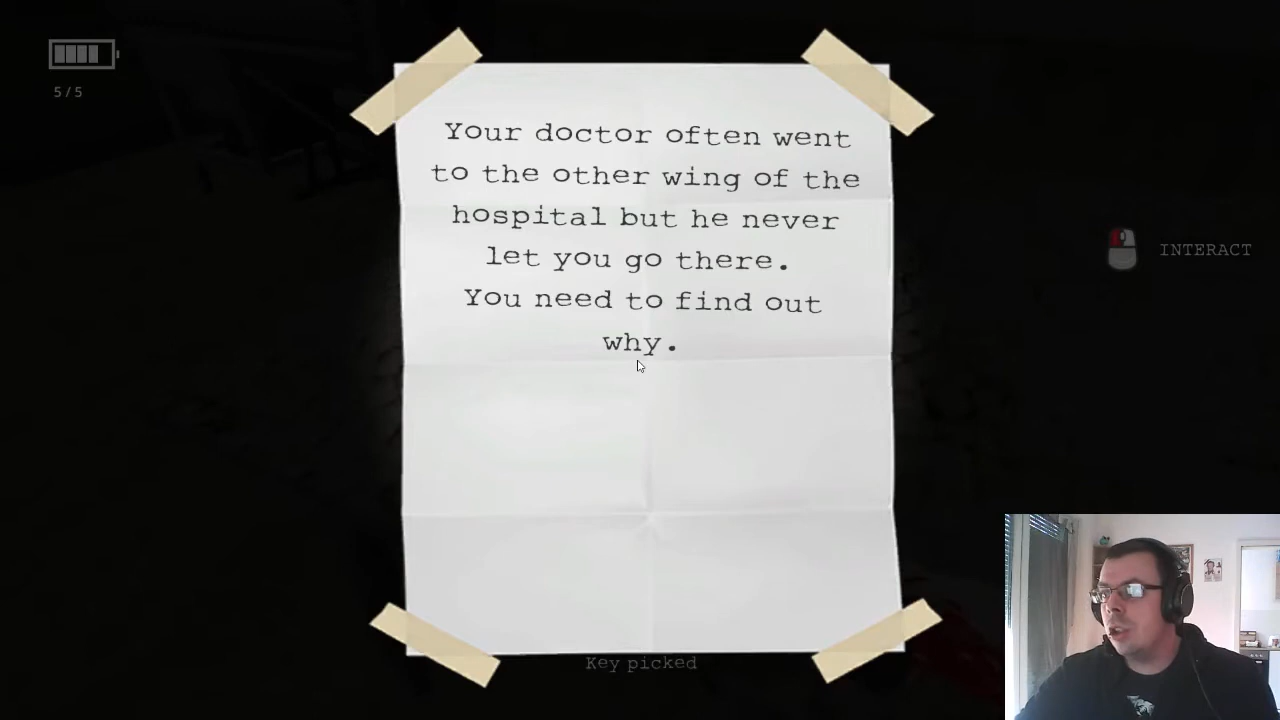 5/5
Your doctor often went
to the other wing of the
hospital but he never
let you go there.
You need to find out
why.
INTERACT
Key picked